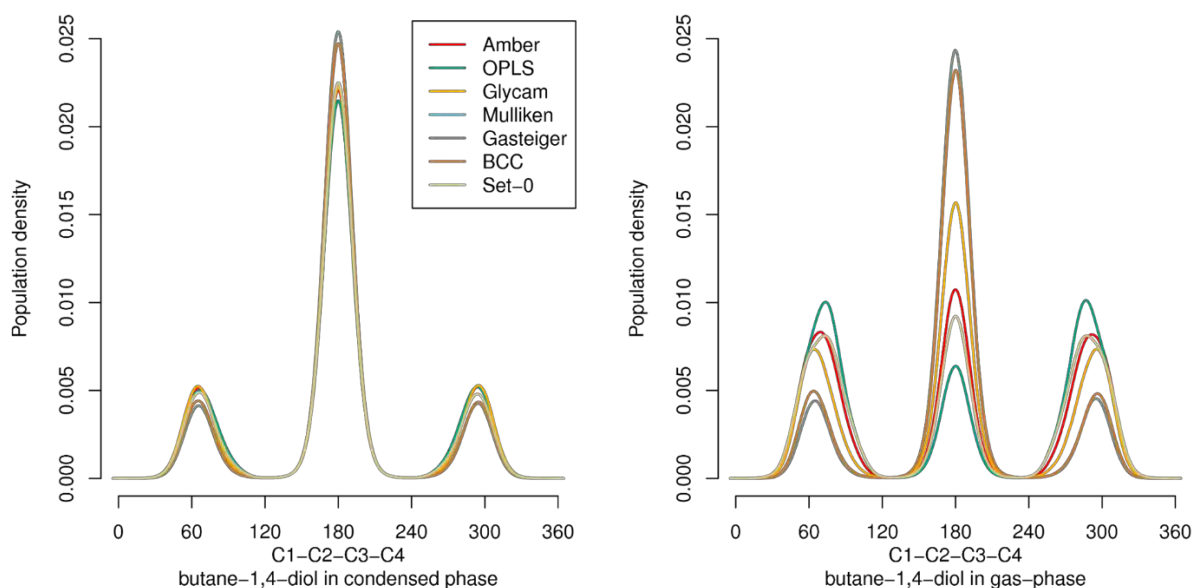 Population density
0.000
0.005
0.010
0.015
0.020
0.025
Amber
OPLS
Glycam
Mulliken
Gasteiger
BCC
Set−0
0 60 120 180 240 300 360
C1−C2−C3−C4
butane−1,4−diol in condensed phase
Population density
0.000
0.005
0.010
0.015
0.020
0.025
0 60 120 180 240 300 360
C1−C2−C3−C4
butane−1,4−diol in gas−phase